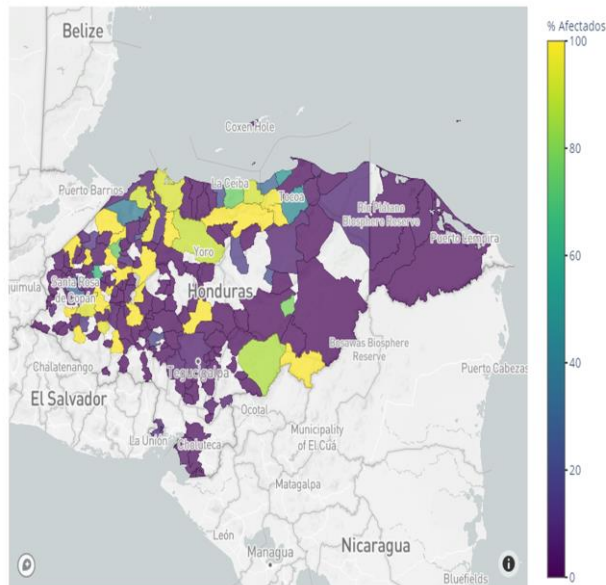 % Afectados
Belize
100
Coxen Hole
80
Puerto Barrios
La Ceiba
Tocoa
Río Plátano
Biosphere Reserve
60
Yoro
Puerto Lempira
quimula
Santa Rosa
de Copán
Honduras
Bosawas Biosphere
Reserve
40
Chalatenango
Tegucigalpa
Puerto Cabezas
El Salvador
Ocotal
Municipality
of El Cuá
La Unión
Choluteca
20
Matagalpa
León
Managua
Nicaragua
0
Bluefields